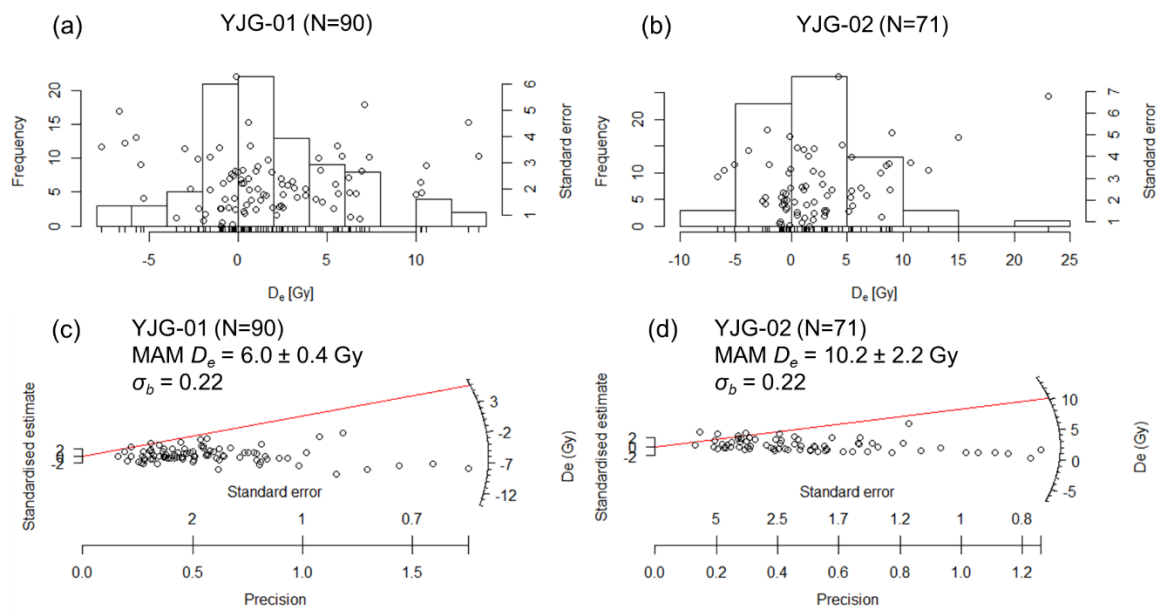 (a) YJG-01 (N=90)
Frequency
20
15
10
5
0
6
5
4
3
2
1
Standard error
-5 0 5 10
De [Gy]
(b) YJG-02 (N=71)
Frequency
20
15
10
5
0
7
6
5
4
3
2
1
Standard error
-10 -5 0 5 10 15 20 25
De [Gy]
(c) YJG-01 (N=90)
MAM De = 6.0 ± 0.4 Gy
σb = 0.22
Standardised estimate
2
0
-2
3
-2
-7
-12
De (Gy)
Standard error
2 1 0.7
0.0 0.5 1.0 1.5
Precision
(d) YJG-02 (N=71)
MAM De = 10.2 ± 2.2 Gy
σb = 0.22
Standardised estimate
2
-2
10
5
0
-5
De (Gy)
Standard error
5 2.5 1.7 1.2 1 0.8
0.0 0.2 0.4 0.6 0.8 1.0 1.2
Precision